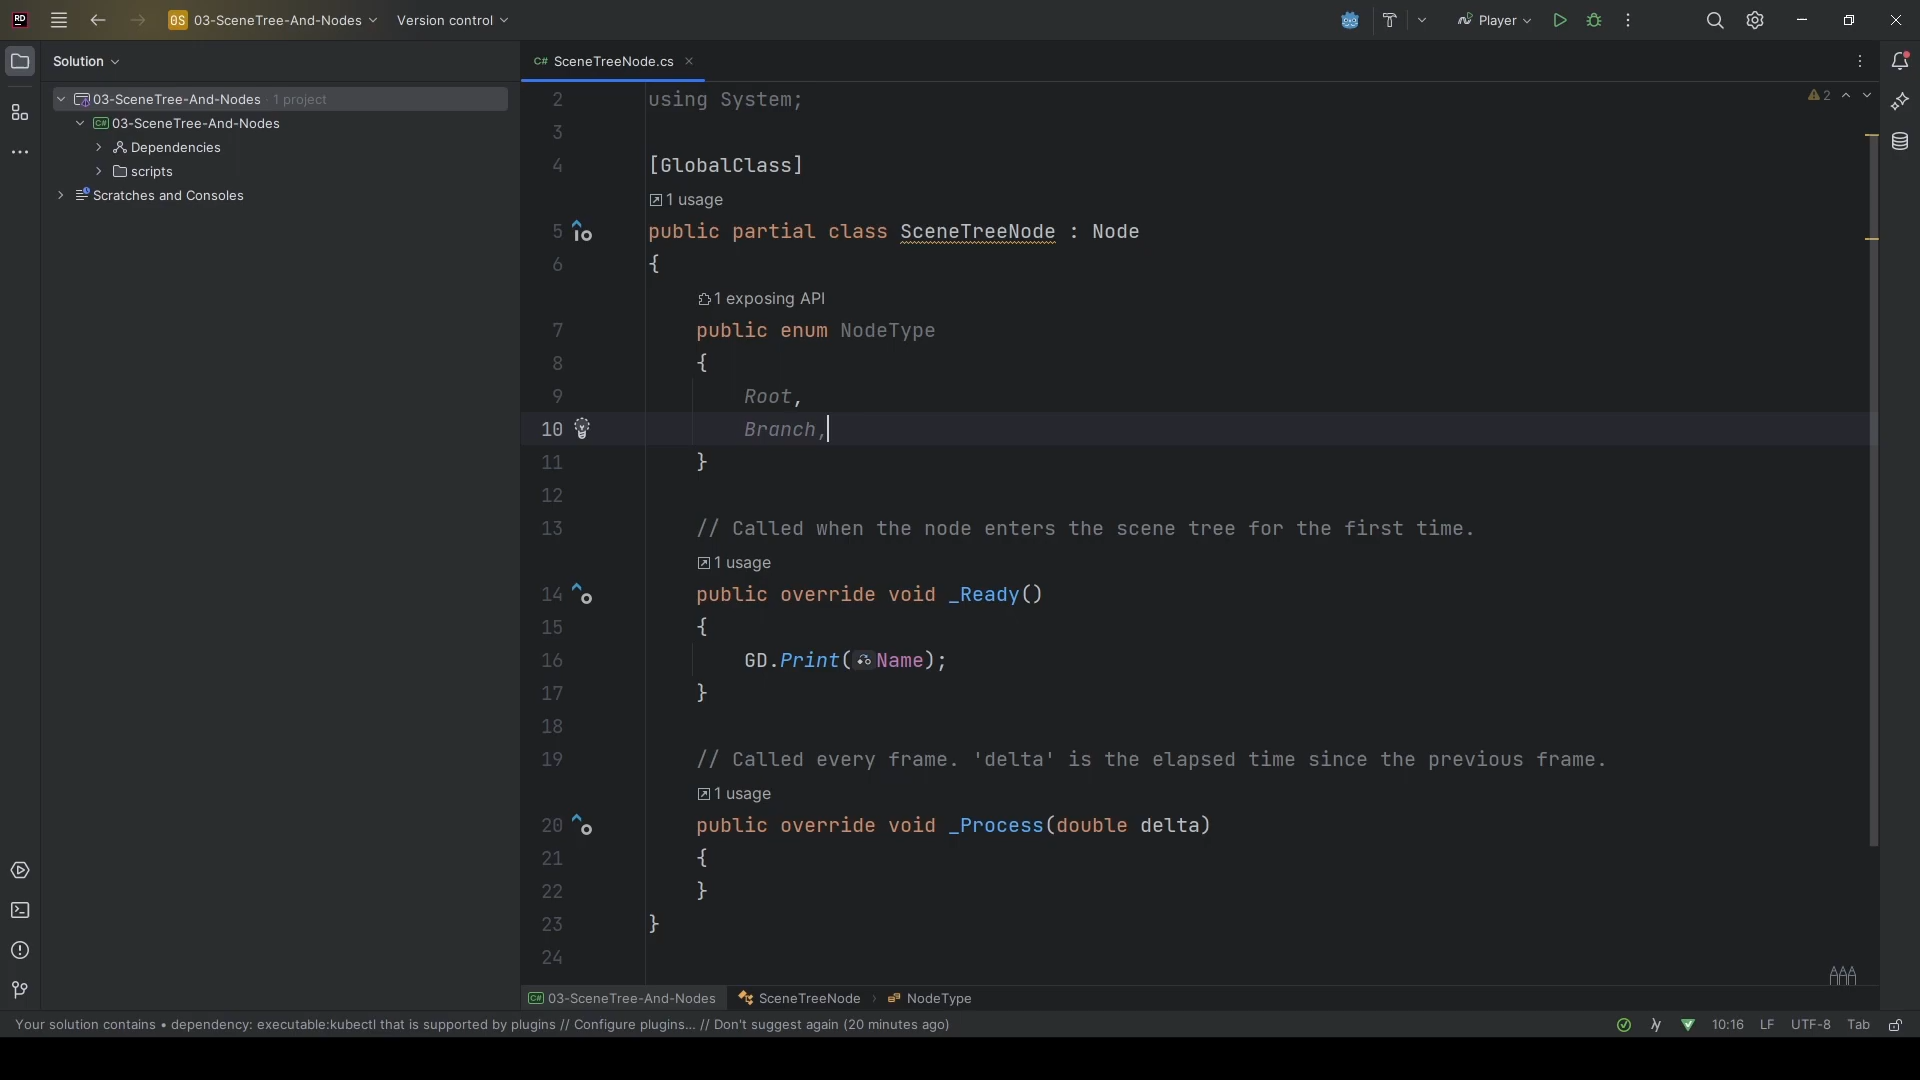 RD
0S 03-SceneTree-And-Nodes
Version control
Player
Solution
C# SceneTreeNode.cs
03-SceneTree-And-Nodes · 1 project
C# 03-SceneTree-And-Nodes
Dependencies
scripts
Scratches and Consoles
2
2 using System;
3
4 [GlobalClass]
1 usage
5 public partial class SceneTreeNode : Node
6 {
1 exposing API
7 public enum NodeType
8 {
9 Root,
10 Branch,
11 }
12
13 // Called when the node enters the scene tree for the first time.
1 usage
14 public override void _Ready()
15 {
16 GD.Print(Name);
17 }
18
19 // Called every frame. 'delta' is the elapsed time since the previous frame.
1 usage
20 public override void _Process(double delta)
21 {
22 }
23 }
24
C# 03-SceneTree-And-Nodes SceneTreeNode › NodeType
Your solution contains • dependency: executable:kubectl that is supported by plugins // Configure plugins... // Don't suggest again (20 minutes ago)
10:16 LF UTF-8 Tab